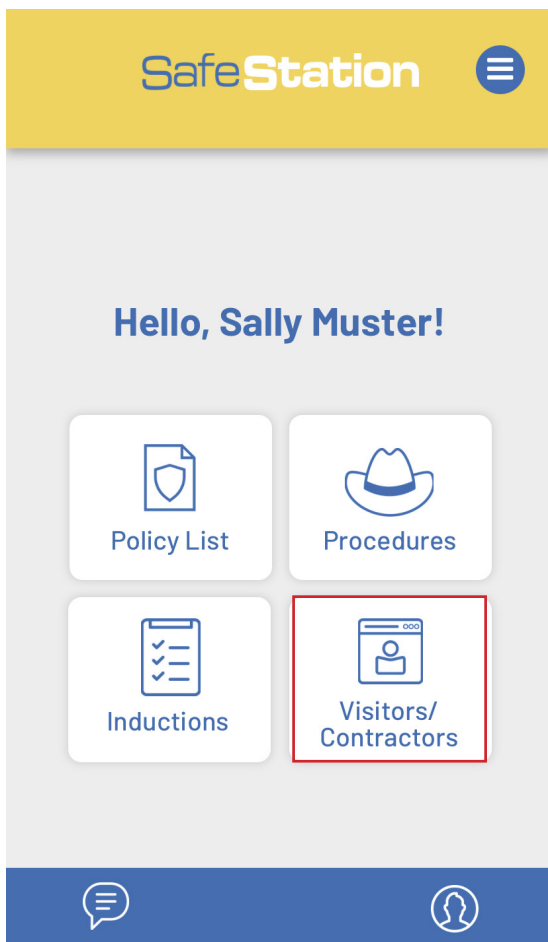 SafeStation
Hello, Sally Muster!
Policy List
Procedures
Inductions
Visitors/
Contractors